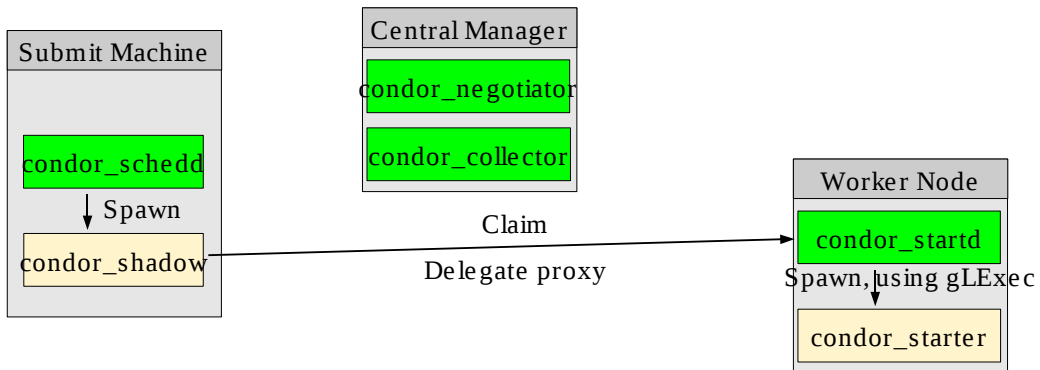 Submit Machine
condor_schedd
Spawn
condor_shadow
Central Manager
condor_negotiator
condor_collector
Claim
Delegate proxy
Worker Node
condor_startd
Spawn, using gLExec
condor_starter